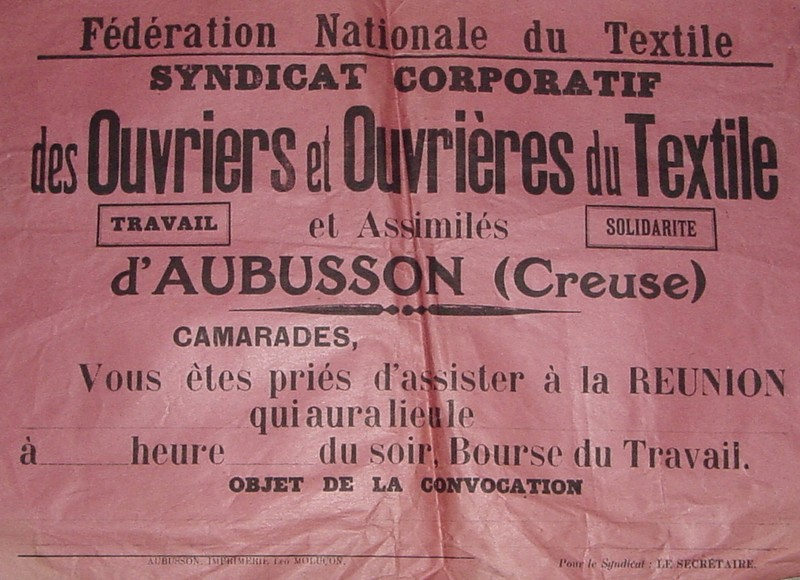 Fédération Nationale du Textile
SYNDICAT CORPORATIF
des Ouvriers et Ouvrières du Textile
TRAVAIL et Assimilés SOLIDARITE
d'AUBUSSON (Creuse)
CAMARADES,
Vous êtes priés d'assister à la REUNION
qui aura lieu le
à heure du soir, Bourse du Travail.
OBJET DE LA CONVOCATION
AUBUSSON IMPRIMERIE LÉO MOLUÇON.
Pour le Syndicat : LE SECRÉTAIRE.